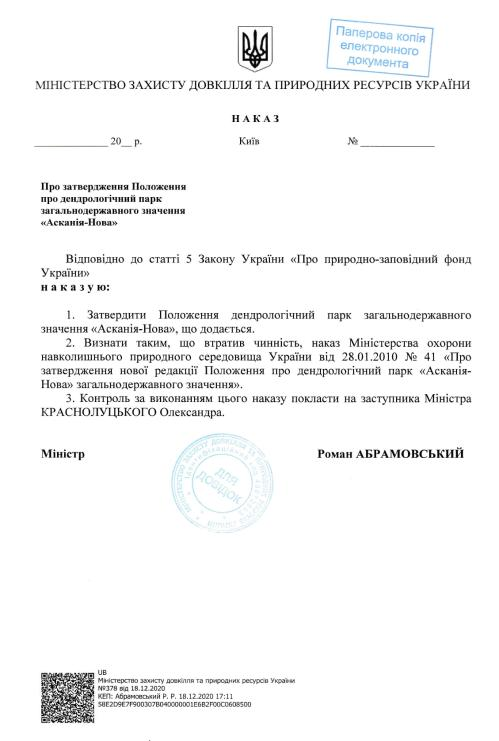 Паперова копія
електронного
документа
МІНІСТЕРСТВО ЗАХИСТУ ДОВКІЛЛЯ ТА ПРИРОДНИХ РЕСУРСІВ УКРАЇНИ
НАКАЗ
______________ 20__ р. Київ № ______________
Про затвердження Положення
про дендрологічний парк
загальнодержавного значення
«Асканія-Нова»
Відповідно до статті 5 Закону України «Про природно-заповідний фонд
України»
наказую:
1. Затвердити Положення дендрологічний парк загальнодержавного
значення «Асканія-Нова», що додається.
2. Визнати таким, що втратив чинність, наказ Міністерства охорони
навколишнього природного середовища України від 28.01.2010 № 41 «Про
затвердження нової редакції Положення про дендрологічний парк «Асканія-
Нова» загальнодержавного значення».
3. Контроль за виконанням цього наказу покласти на заступника Міністра
КРАСНОЛУЦЬКОГО Олександра.
Міністр Роман АБРАМОВСЬКИЙ
ДЛЯ
ДОВІДОК
UB
Міністерство захисту довкілля та природних ресурсів України
№378 від 18.12.2020
КЕП: Абрамовський Р. Р. 18.12.2020 17:11
58E2D9E7F900307B040000001E6B2F00C0608500